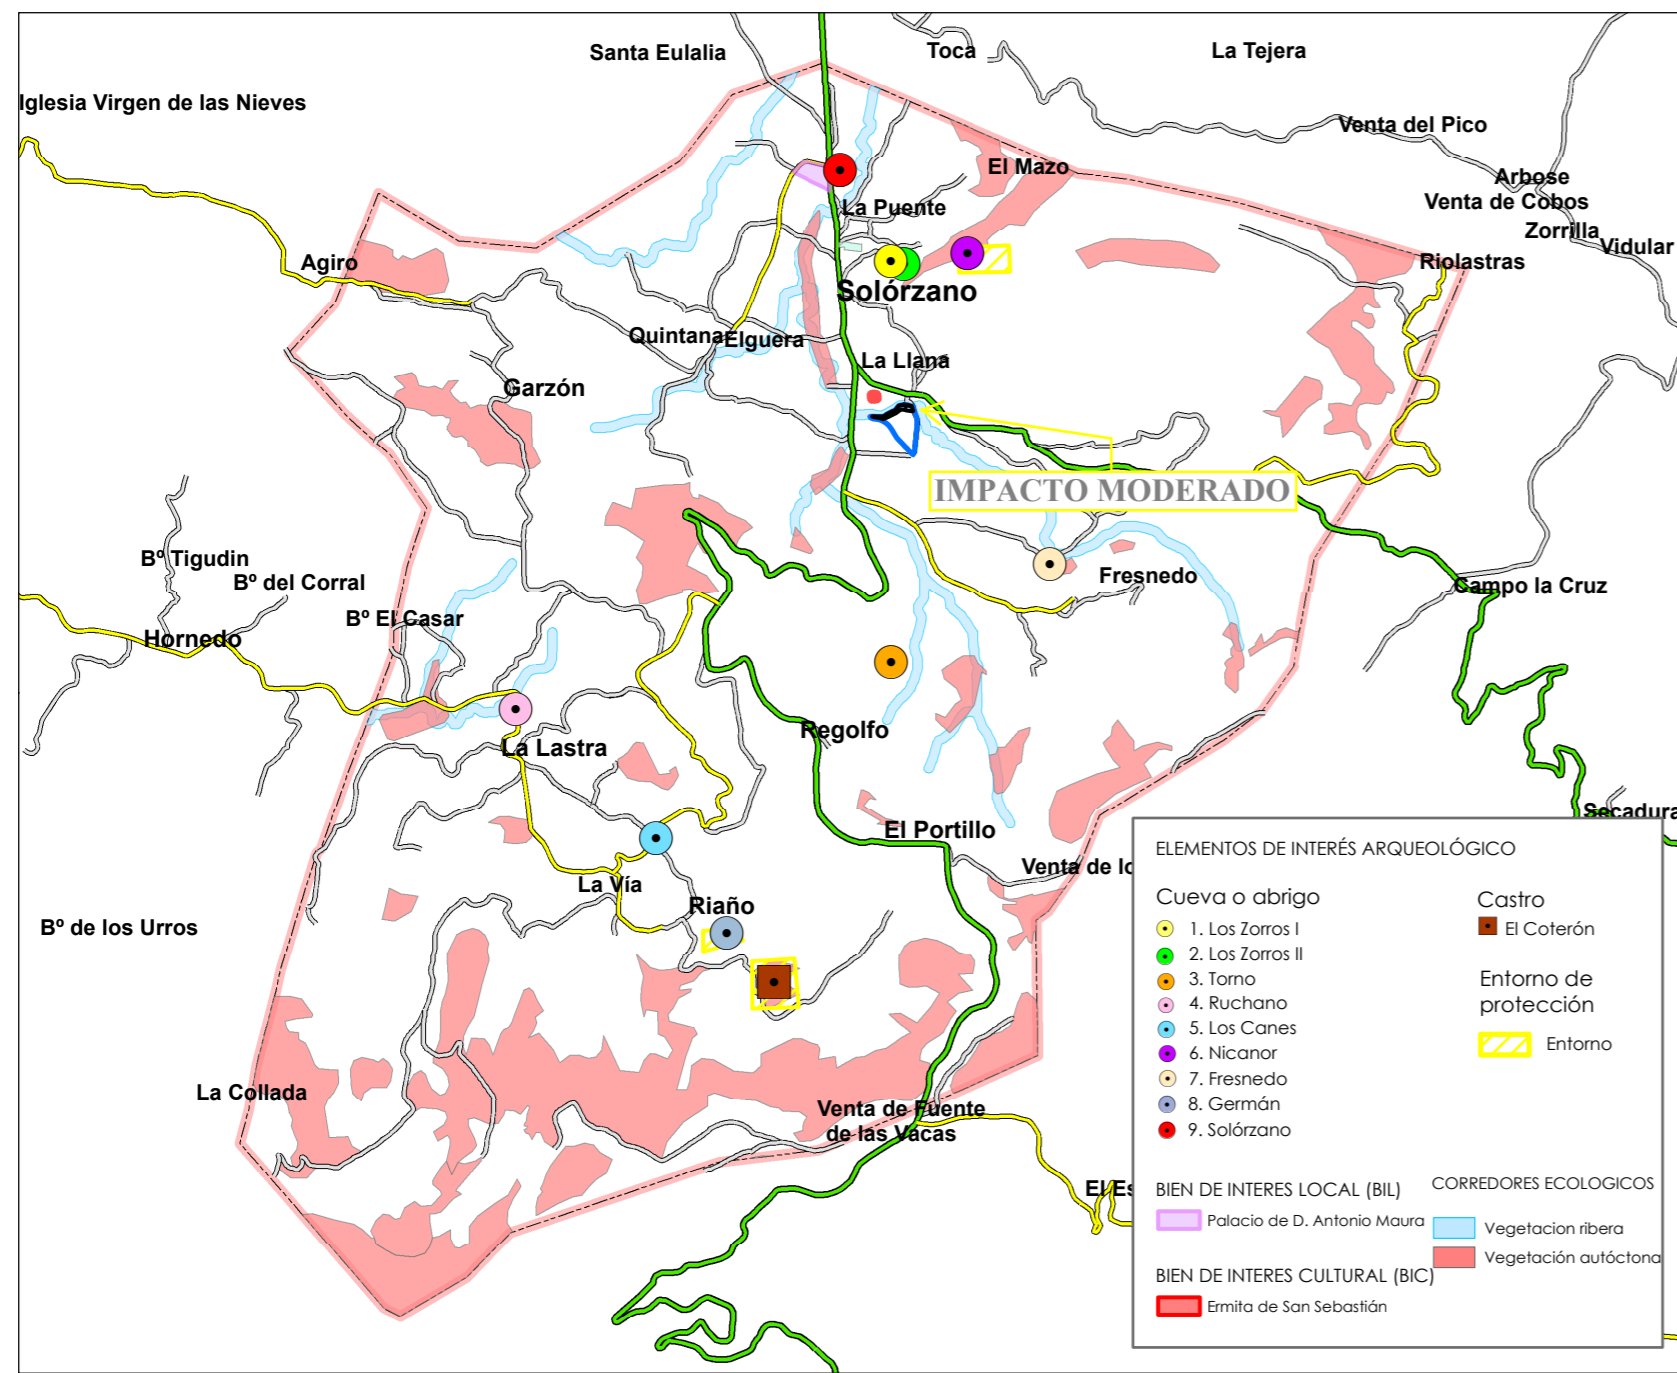 Santa Eulalia
Toca
La Tejera
Iglesia Virgen de las Nieves
Venta del Pico
El Mazo
Arbose
Venta de Cobos
La Puente
Zorrilla
Vidular
Agiro
Riolastras
Solórzano
Quintana
Elguera
La Llana
Garzón
IMPACTO MODERADO
Bº Tigudin
Bº del Corral
Fresnedo
Campo la Cruz
Bº El Casar
Hornedo
Regolfo
La Lastra
Secadura
El Portillo
Venta de lo
La Vía
Riaño
Bº de los Urros
La Collada
Venta de Fuente
de las Vacas
El Es
ELEMENTOS DE INTERÉS ARQUEOLÓGICO
Cueva o abrigo
1. Los Zorros I
2. Los Zorros II
3. Torno
4. Ruchano
5. Los Canes
6. Nicanor
7. Fresnedo
8. Germán
9. Solórzano
Castro
El Coterón
Entorno de
protección
Entorno
BIEN DE INTERES LOCAL (BIL)
Palacio de D. Antonio Maura
BIEN DE INTERES CULTURAL (BIC)
Ermita de San Sebastián
CORREDORES ECOLOGICOS
Vegetacion ribera
Vegetación autóctona